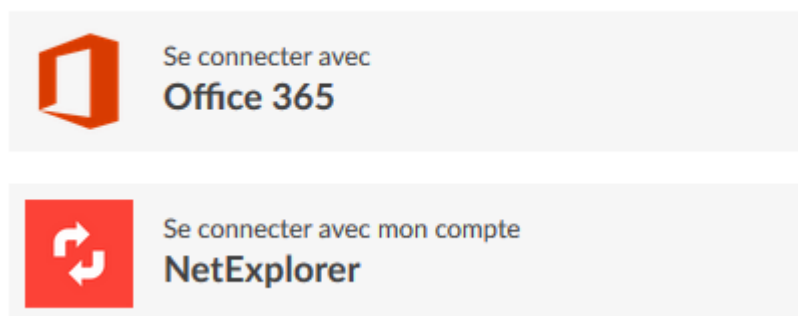 Se connecter avec
Office 365
Se connecter avec mon compte
NetExplorer